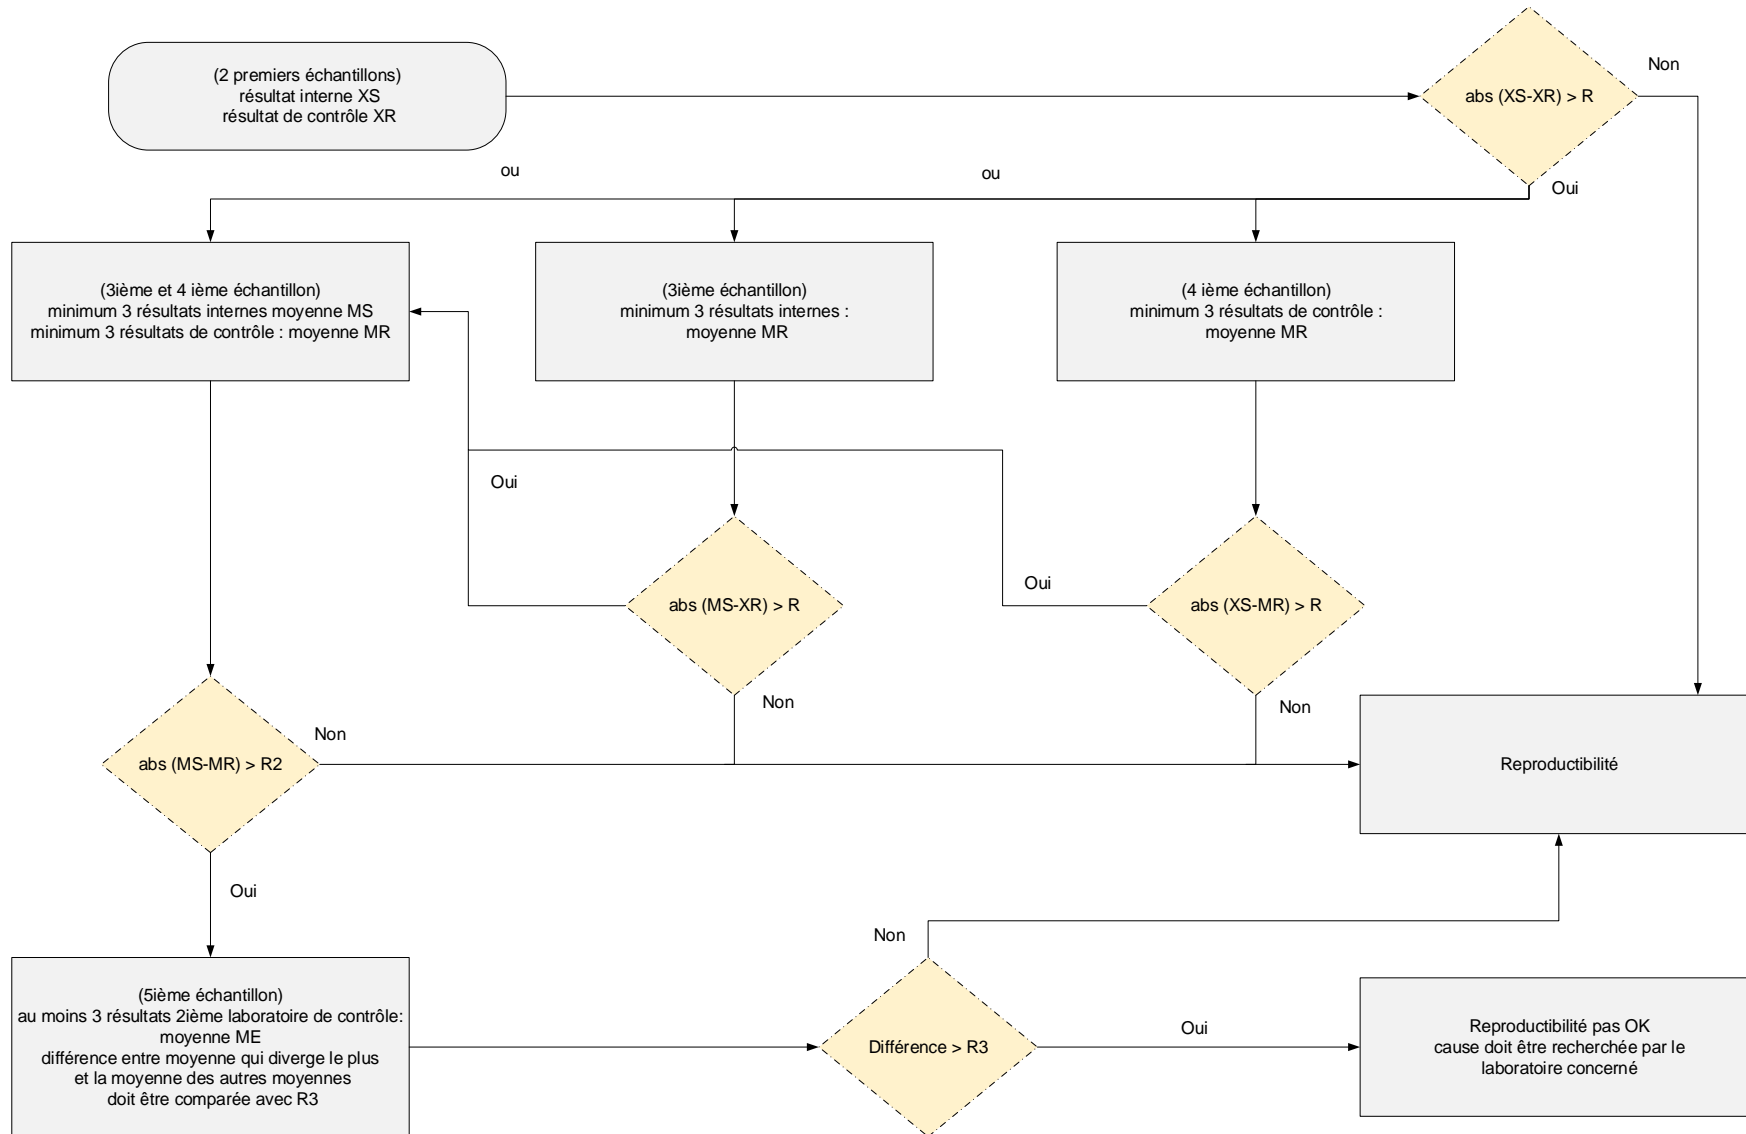 (2 premiers échantillons)
résultat interne XS
résultat de contrôle XR
abs (XS-XR) > R
Non
Oui
ou
ou
(3ième et 4 ième échantillon)
minimum 3 résultats internes moyenne MS
minimum 3 résultats de contrôle : moyenne MR
(3ième échantillon)
minimum 3 résultats internes :
moyenne MR
(4 ième échantillon)
minimum 3 résultats de contrôle :
moyenne MR
Oui
abs (MS-XR) > R
Oui
abs (XS-MR) > R
Non
Non
abs (MS-MR) > R2
Non
Reproductibilité
Oui
(5ième échantillon)
au moins 3 résultats 2ième laboratoire de contrôle:
moyenne ME
différence entre moyenne qui diverge le plus
et la moyenne des autres moyennes
doit être comparée avec R3
Non
Différence > R3
Oui
Reproductibilité pas OK
cause doit être recherchée par le
laboratoire concerné